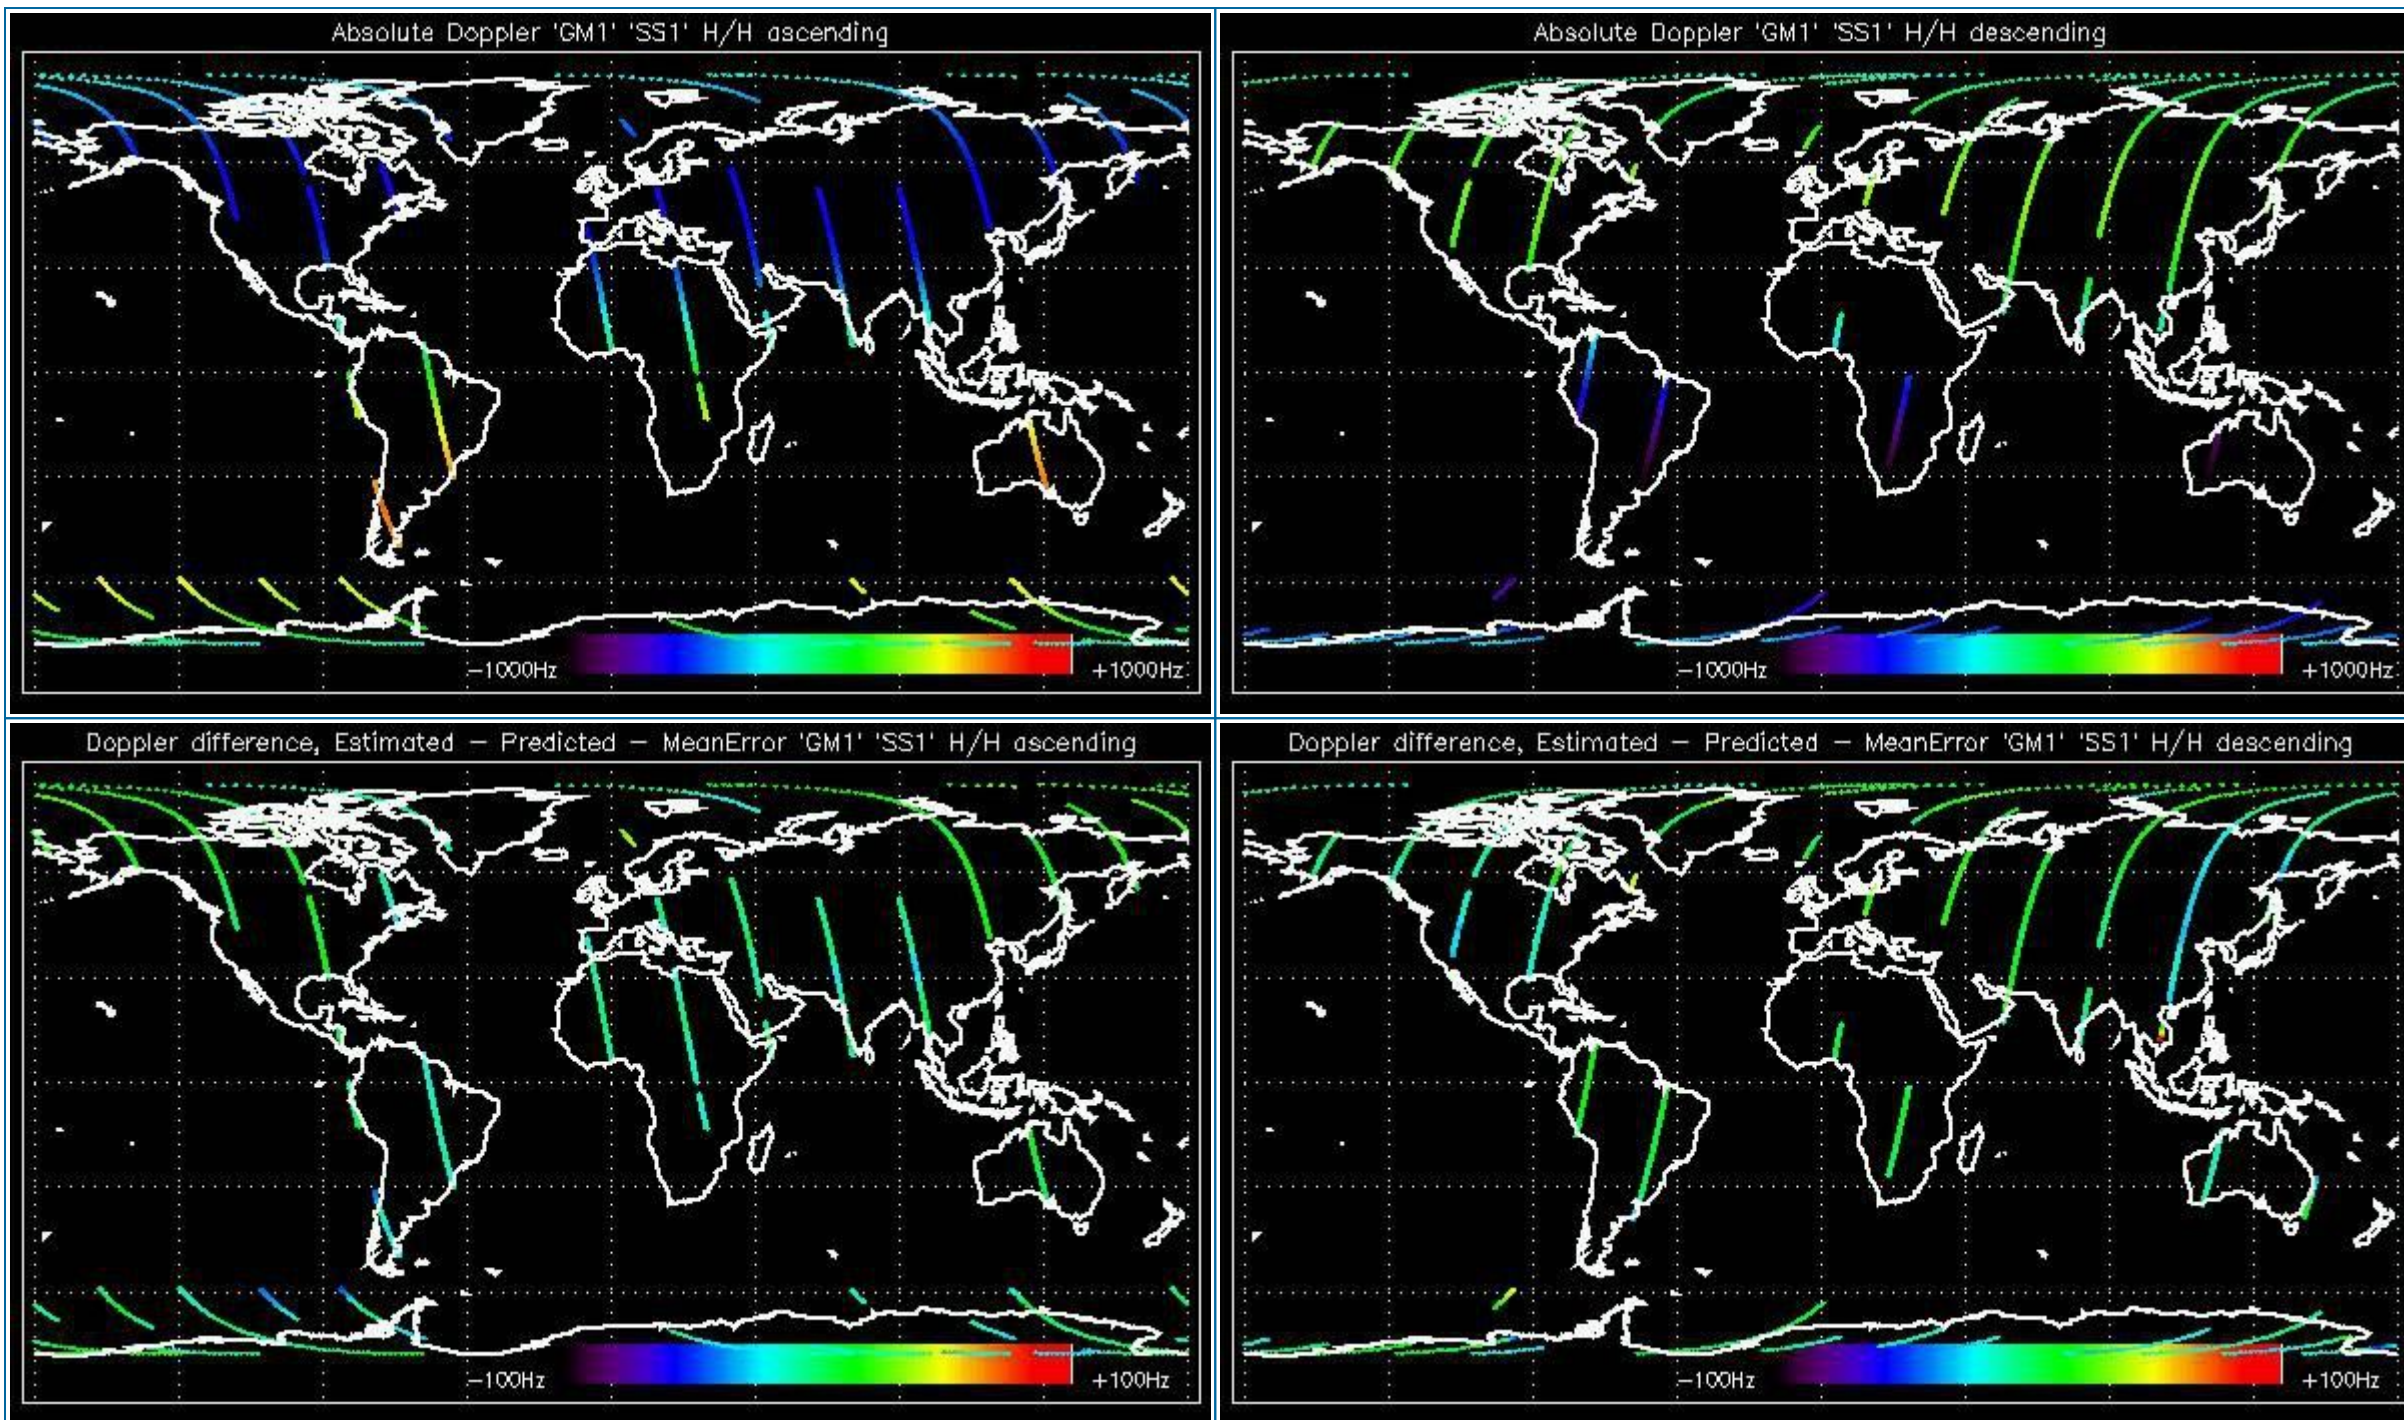 Absolute Doppler 'GM1' 'SS1' H/H ascending
-1000Hz
+1000Hz
Absolute Doppler 'GM1' 'SS1' H/H descending
-1000Hz
+1000Hz
Doppler difference, Estimated - Predicted - MeanError 'GM1' 'SS1' H/H ascending
-100Hz
+100Hz
Doppler difference, Estimated - Predicted - MeanError 'GM1' 'SS1' H/H descending
-100Hz
+100Hz